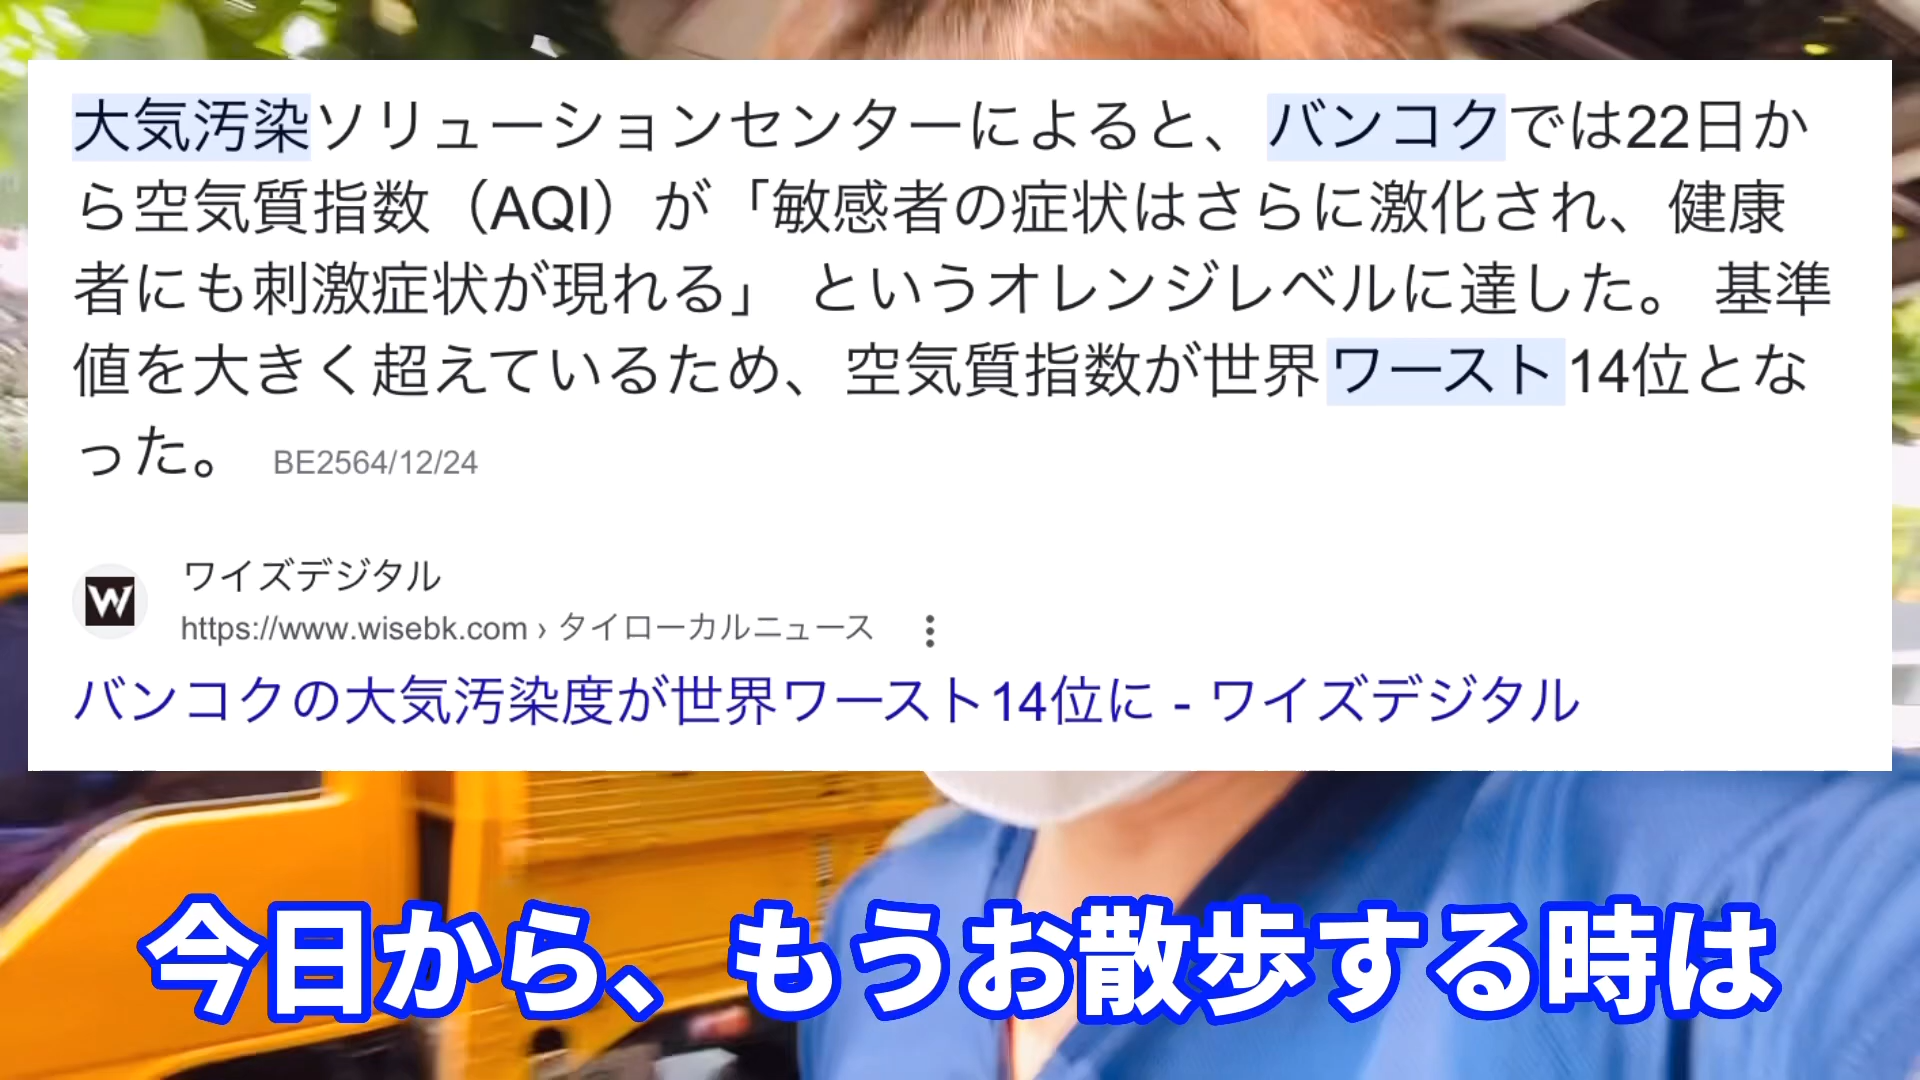 大気汚染ソリューションセンターによると、バンコクでは22日か
ら空気質指数（AQI）が「敏感者の症状はさらに激化され、健康
者にも刺激症状が現れる」 というオレンジレベルに達した。 基準
値を大きく超えているため、空気質指数が世界ワースト14位とな
った。 BE2564/12/24
W
ワイズデジタル
https://www.wisebk.com › タイローカルニュース
バンコクの大気汚染度が世界ワースト14位に - ワイズデジタル
今日から、もうお散歩する時は